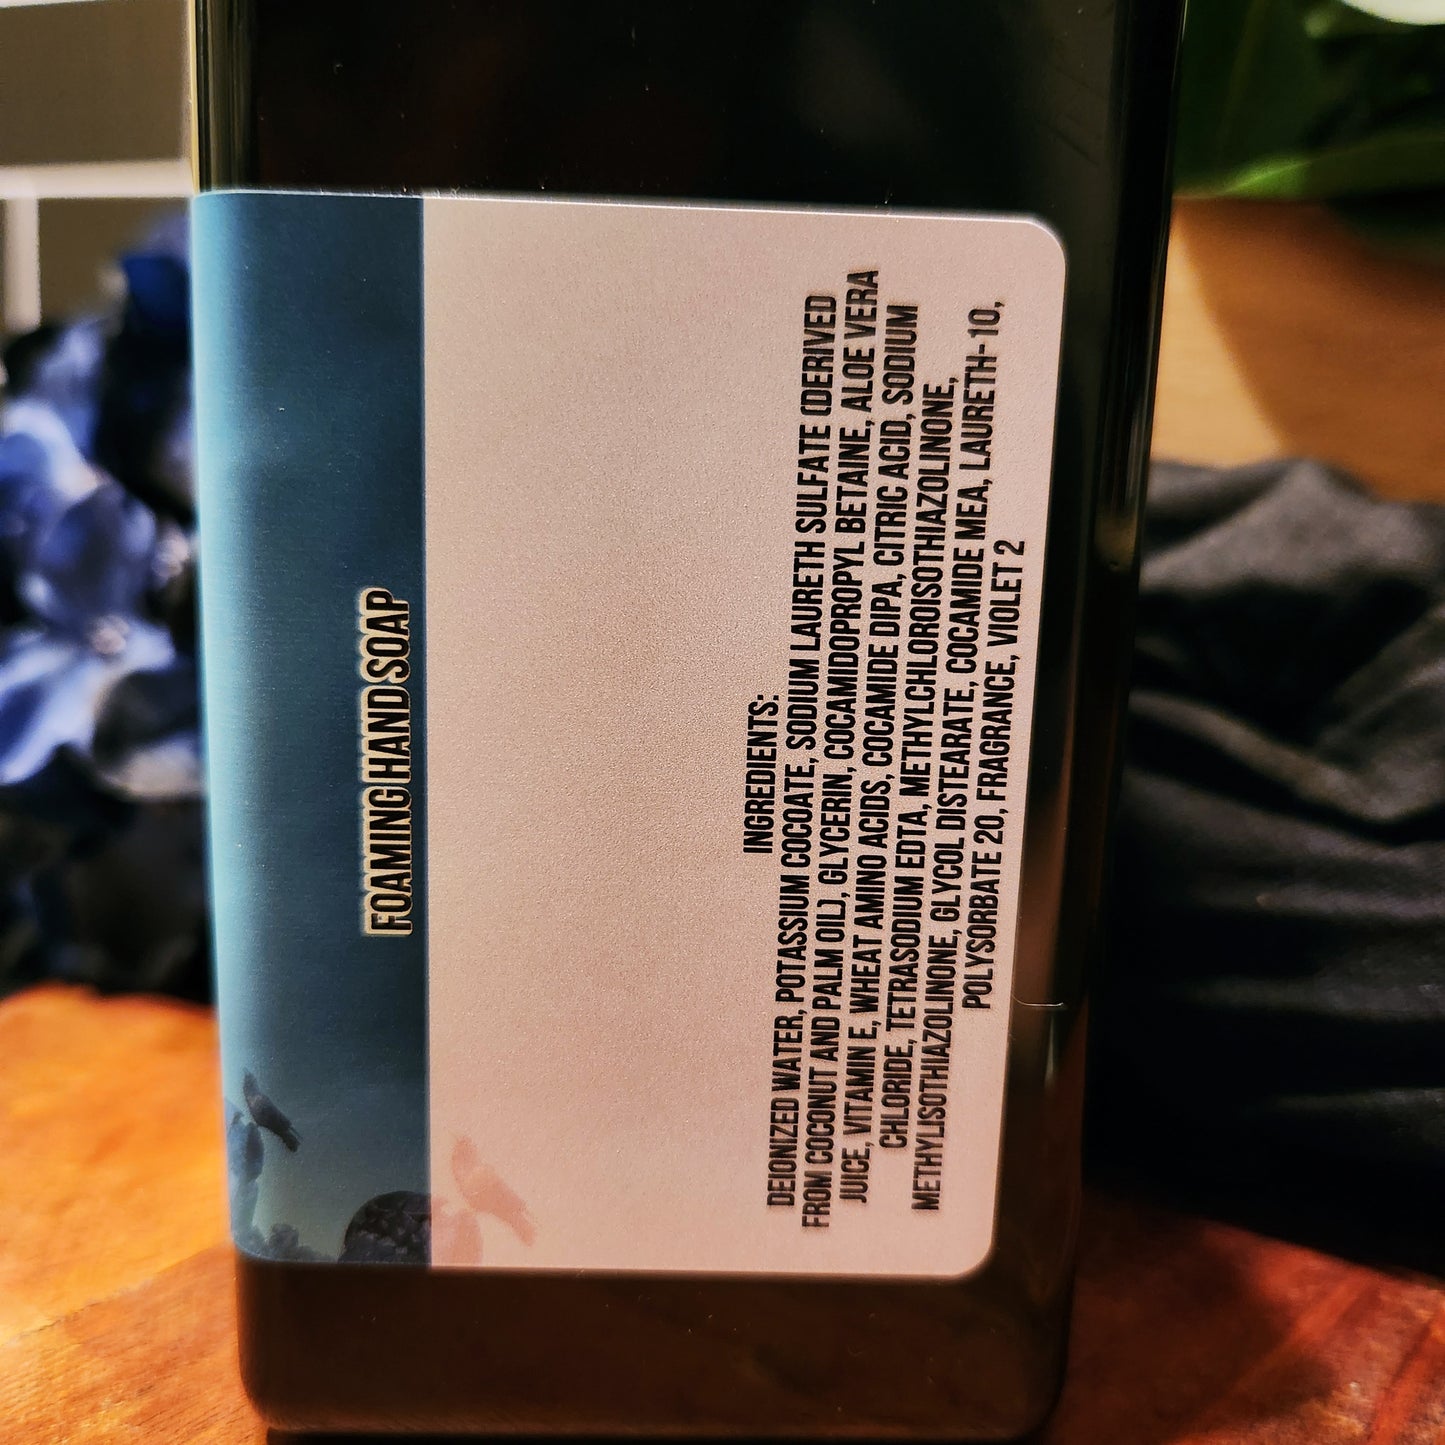 FOAMING HAND SOAP
INGREDIENTS:
DEIONIZED WATER, POTASSIUM COCOATE, SODIUM LAURETH SULFATE (DERIVED
FROM COCONUT AND PALM OIL), GLYCERIN, COCAMIDOPROPYL BETAINE, ALOE VERA
JUICE, VITAMIN E, WHEAT AMINO ACIDS, COCAMIDE DIPA, CITRIC ACID, SODIUM
CHLORIDE, TETRASODIUM EDTA, METHYLCHLOROISOTHIAZOLINONE,
METHYLISOTHIAZOLINONE, GLYCOL DISTEARATE, COCAMIDE MEA, LAURETH-10,
POLYSORBATE 20, FRAGRANCE, VIOLET 2